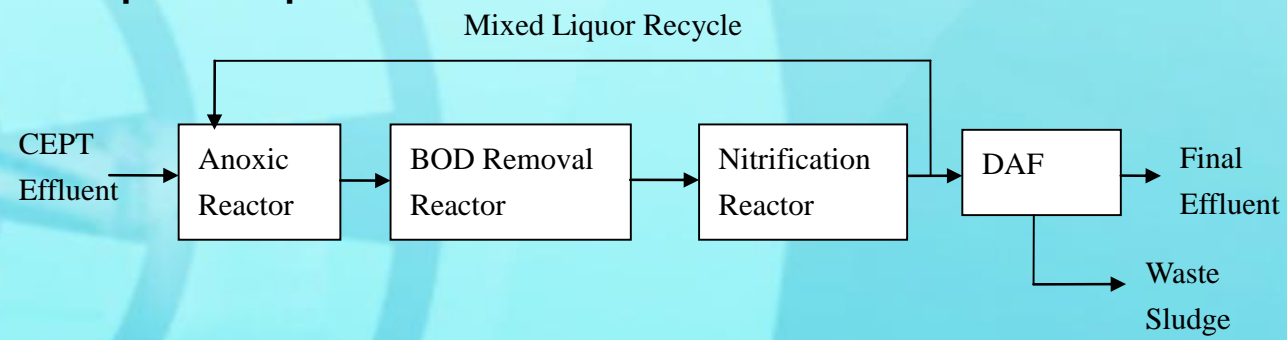 Mixed Liquor Recycle
CEPT
Effluent
Anoxic
Reactor
BOD Removal
Reactor
Nitrification
Reactor
DAF
Final
Effluent
Waste
Sludge